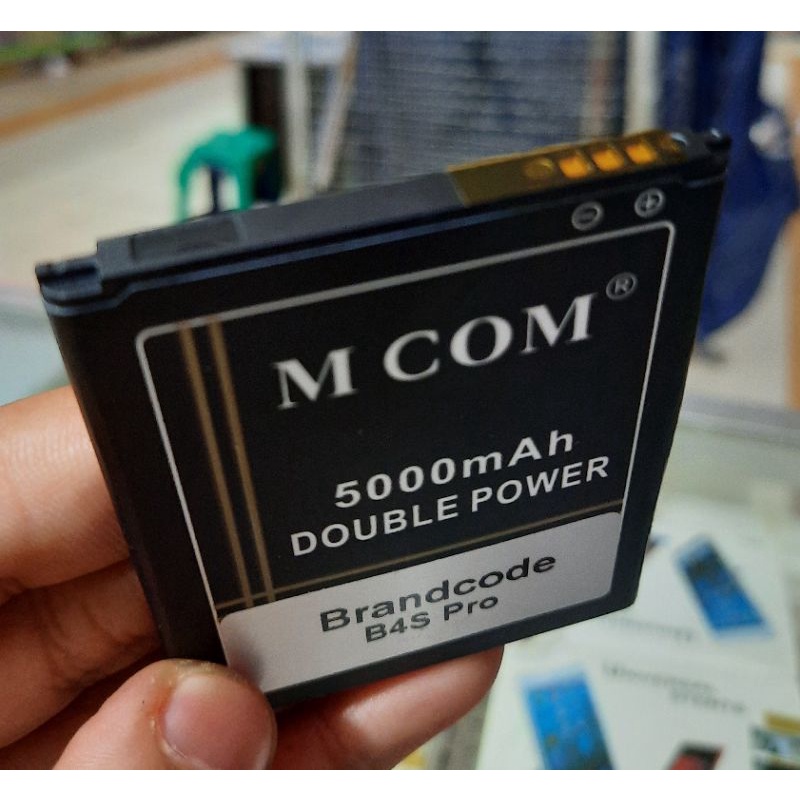 ⊖ ⊕
M COM ®
5000mAh
DOUBLE POWER
Brandcode
B4S Pro